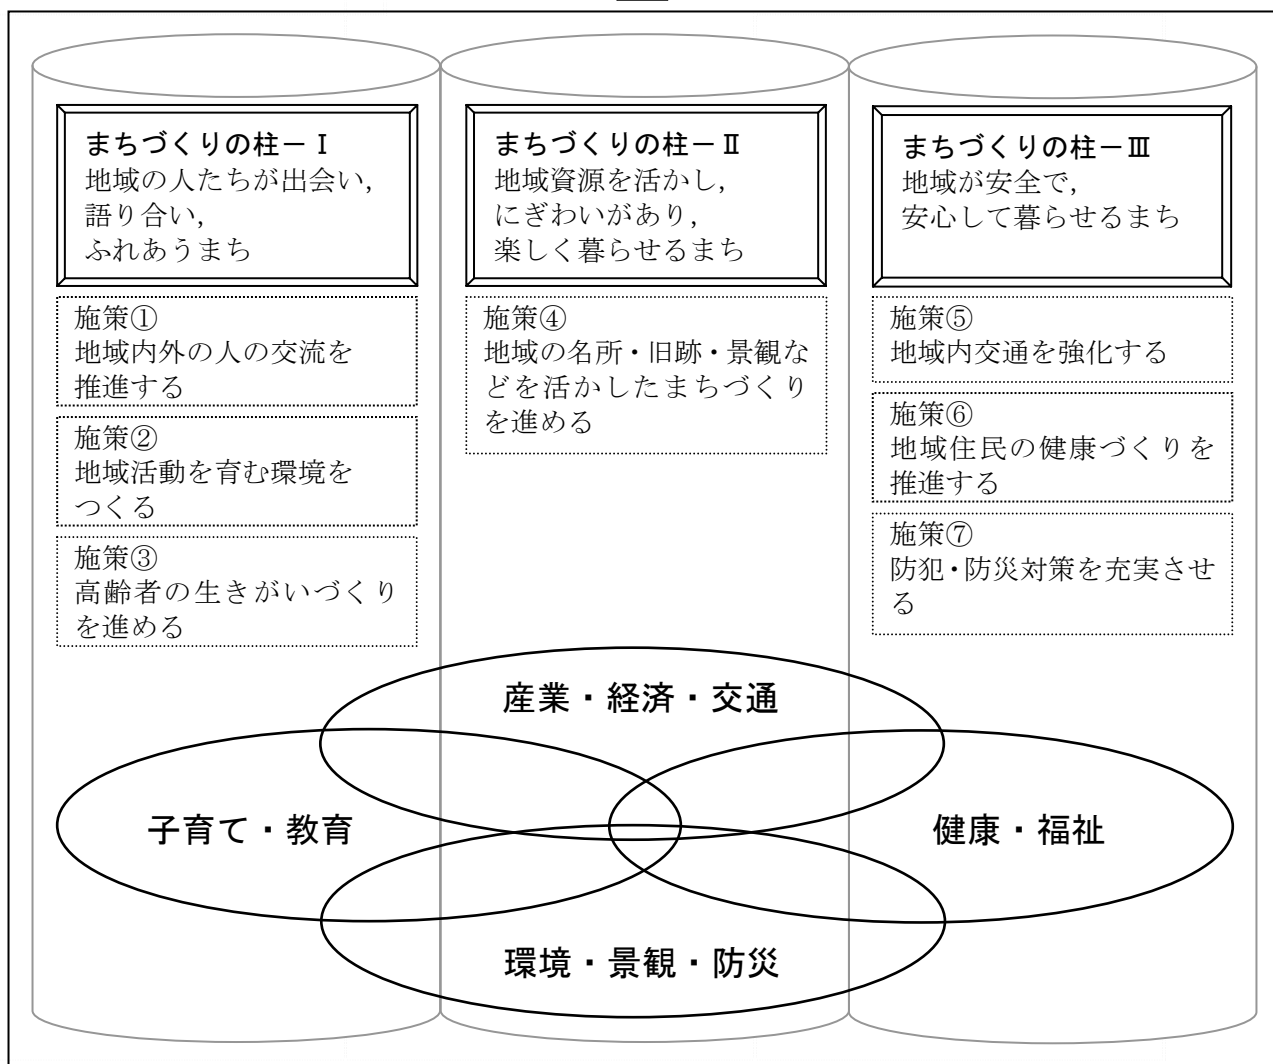 まちづくりの柱－Ⅰ
地域の人たちが出会い，
語り合い，
ふれあうまち
施策①
地域内外の人の交流を
推進する
施策②
地域活動を育む環境を
つくる
施策③
高齢者の生きがいづくり
を進める
まちづくりの柱－Ⅱ
地域資源を活かし，
にぎわいがあり，
楽しく暮らせるまち
施策④
地域の名所・旧跡・景観な
どを活かしたまちづくり
を進める
まちづくりの柱－Ⅲ
地域が安全で，
安心して暮らせるまち
施策⑤
地域内交通を強化する
施策⑥
地域住民の健康づくりを
推進する
施策⑦
防犯・防災対策を充実させ
る
産業・経済・交通
子育て・教育
健康・福祉
環境・景観・防災